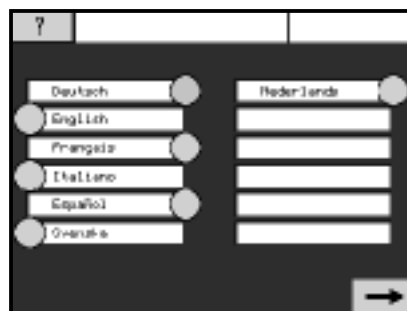 ?
Deutsch
English
Français
Italiano
Español
Svenska
Nederlands